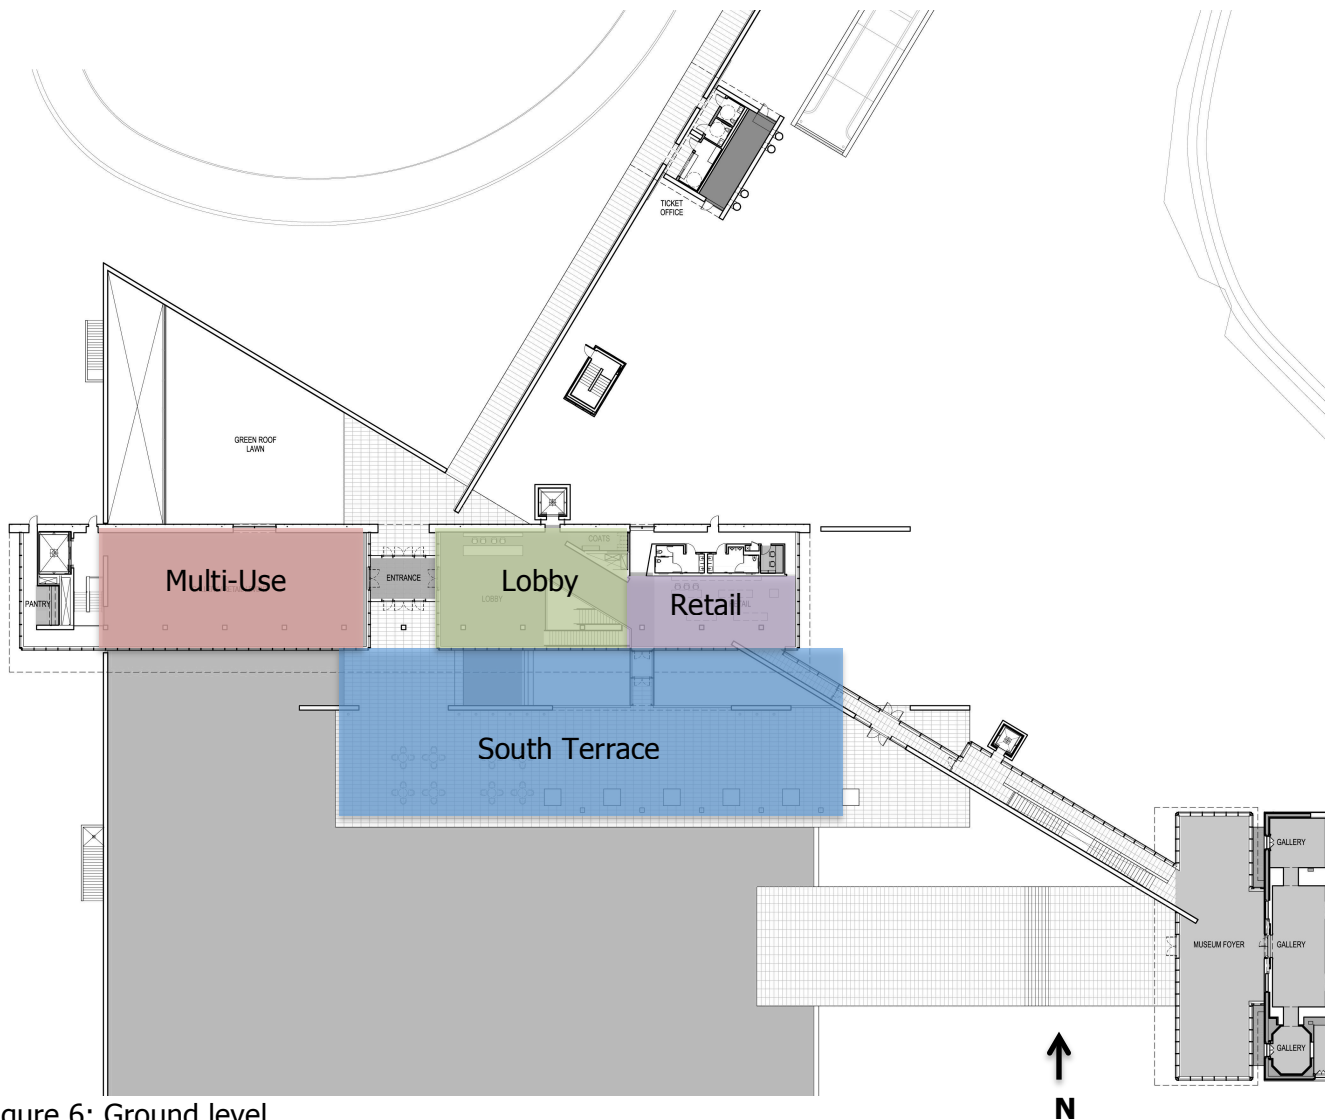 TICKET
OFFICE
GREEN ROOF
LAWN
COATS
Multi-Use
ENTRANCE
Lobby
LOBBY
PANTRY
Retail
South Terrace
GALLERY
MUSEUM FOYER
GALLERY
GALLERY
N
gure 6: Ground level